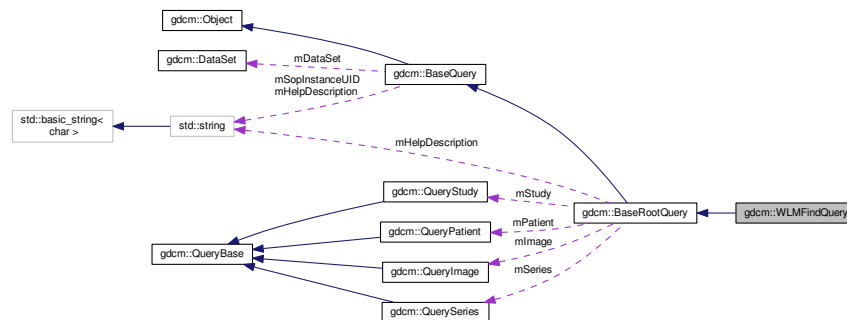 gdcm::Object
gdcm::DataSet
mDataSet
gdcm::BaseQuery
mSopInstanceUID
mHelpDescription
std::basic_string<
char >
std::string
mHelpDescription
gdcm::QueryStudy
mStudy
gdcm::BaseRootQuery
gdcm::WLMFindQuery
mPatient
gdcm::QueryPatient
mImage
gdcm::QueryBase
gdcm::QueryImage
mSeries
gdcm::QuerySeries